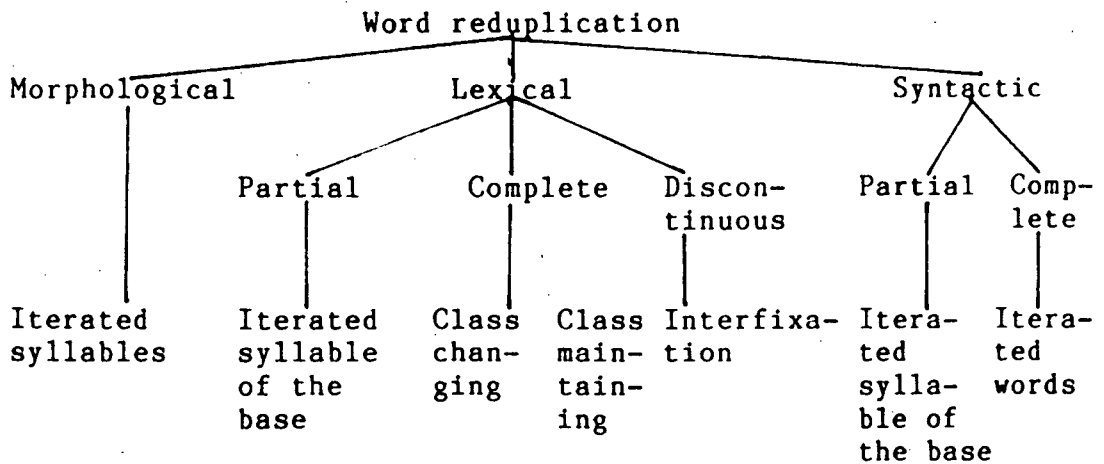 Word reduplication
Morphological Lexical Syntactic
Partial Complete Discon- Partial Comp-
tinuous lete
Iterated Iterated Class Class Interfixa- Itera- Itera-
syllables syllable chan- main- tion ted ted
of the ging tain- sylla- words
base ing ble of
the base